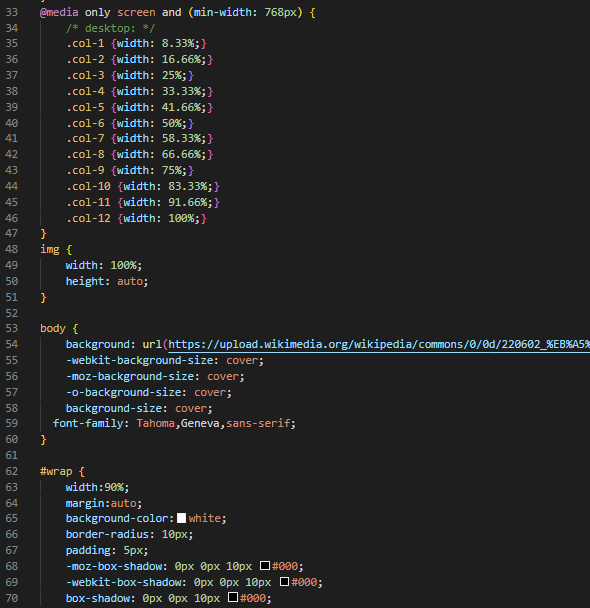 33 @media only screen and (min-width: 768px) {
34 /* desktop: */
35 .col-1 {width: 8.33%;}
36 .col-2 {width: 16.66%;}
37 .col-3 {width: 25%;}
38 .col-4 {width: 33.33%;}
39 .col-5 {width: 41.66%;}
40 .col-6 {width: 50%;}
41 .col-7 {width: 58.33%;}
42 .col-8 {width: 66.66%;}
43 .col-9 {width: 75%;}
44 .col-10 {width: 83.33%;}
45 .col-11 {width: 91.66%;}
46 .col-12 {width: 100%;}
47 }
48 img {
49 width: 100%;
50 height: auto;
51 }
52
53 body {
54 background: url(https://upload.wikimedia.org/wikipedia/commons/0/0d/220602_%EB%A5%
55 -webkit-background-size: cover;
56 -moz-background-size: cover;
57 -o-background-size: cover;
58 background-size: cover;
59 font-family: Tahoma,Geneva,sans-serif;
60 }
61
62 #wrap {
63 width:90%;
64 margin:auto;
65 background-color:white;
66 border-radius: 10px;
67 padding: 5px;
68 -moz-box-shadow: 0px 0px 10px #000;
69 -webkit-box-shadow: 0px 0px 10px #000;
70 box-shadow: 0px 0px 10px #000;